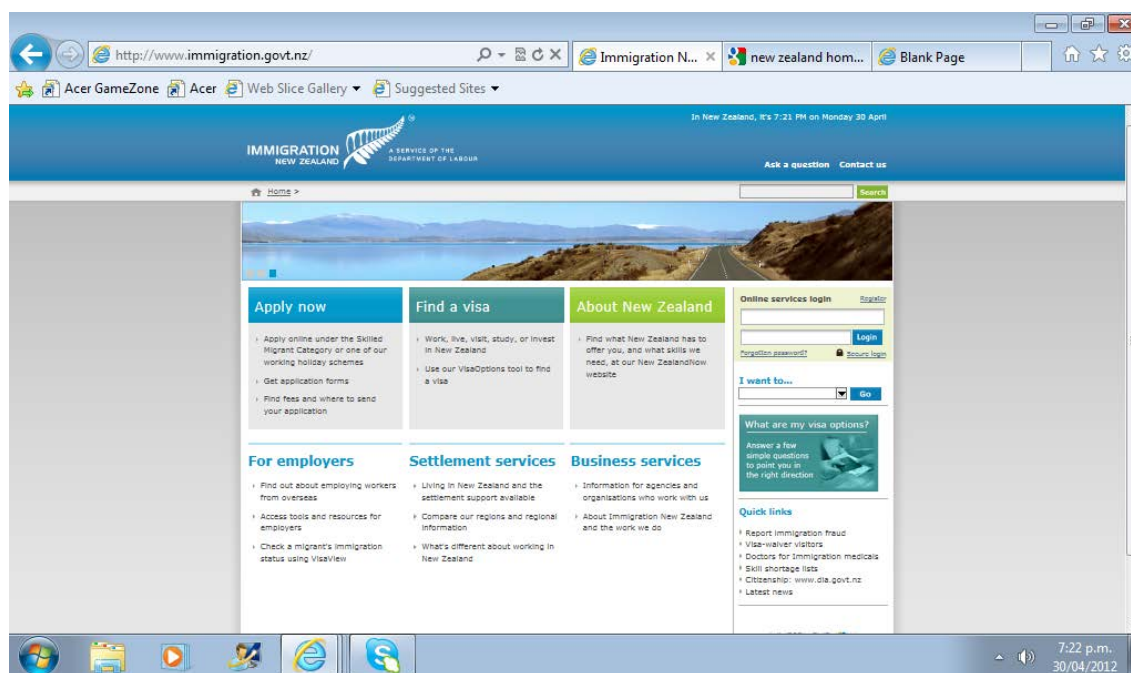 http://www.immigration.govt.nz/
Immigration N...
new zealand hom...
Blank Page
Acer GameZone
Acer
Web Slice Gallery
Suggested Sites
In New Zealand, it's 7:21 PM on Monday 30 April
IMMIGRATION
NEW ZEALAND
A SERVICE OF THE
DEPARTMENT OF LABOUR
Ask a question Contact us
Home >
Search
Apply now
Apply online under the Skilled
Migrant Category or one of our
working holiday schemes
Get application forms
Find fees and where to send
your application
Find a visa
Work, live, visit, study, or invest
in New Zealand
Use our VisaOptions tool to find
a visa
About New Zealand
Find what New Zealand has to
offer you, and what skills we
need, at our New ZealandNow
website
Online services login Register
Login
Forgotten password? Secure login
I want to...
Go
What are my visa options?
Answer a few
simple questions
to point you in
the right direction
For employers
Find out about employing workers
from overseas
Access tools and resources for
employers
Check a migrant's immigration
status using VisaView
Settlement services
Living in New Zealand and the
settlement support available
Compare our regions and regional
information
What's different about working in
New Zealand
Business services
Information for agencies and
organisations who work with us
About Immigration New Zealand
and the work we do
Quick links
Report immigration fraud
Visa-waiver visitors
Doctors for immigration medicals
Skill shortage lists
Citizenship: www.dia.govt.nz
Latest news
7:22 p.m.
30/04/2012